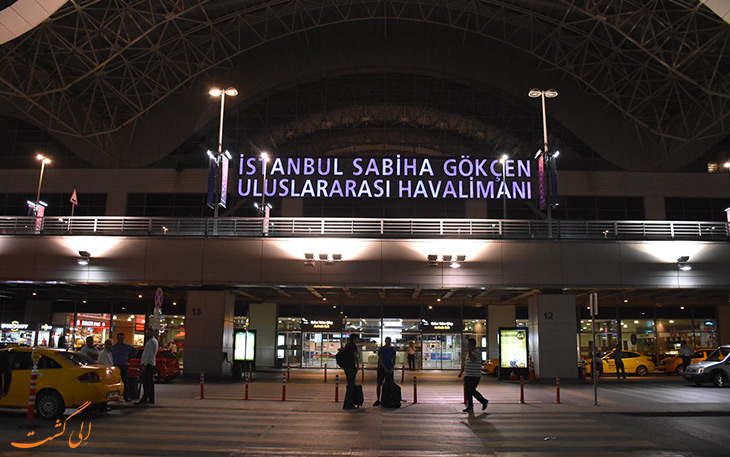 İSTANBUL SABİHA GÖKÇEN
ULUSLARARASI HAVALİMANI
13
12
الی گشت